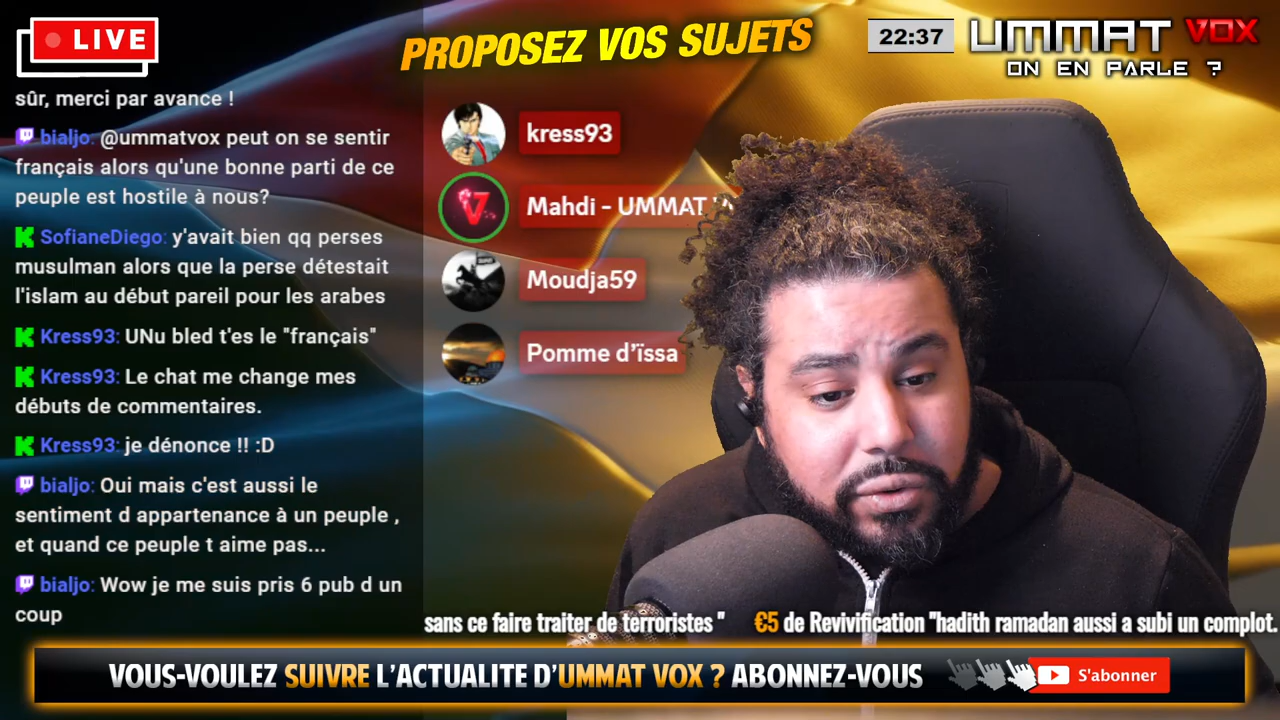 LIVE
PROPOSEZ VOS SUJETS
22:37
UMMAT VOX
ON EN PARLE ?
sûr, merci par avance !
bialjo: @ummatvox peut on se sentir
français alors qu'une bonne parti de ce
peuple est hostile à nous?
SofianeDiego: y'avait bien qq perses
musulman alors que la perse détestait
l'islam au début pareil pour les arabes
Kress93: UNu bled t'es le "français"
Kress93: Le chat me change mes
débuts de commentaires.
Kress93: je dénonce !! :D
bialjo: Oui mais c'est aussi le
sentiment d appartenance à un peuple ,
et quand ce peuple t aime pas...
bialjo: Wow je me suis pris 6 pub d un
coup
kress93
Mahdi - UMMAT
Moudja59
Pomme d'ïssa
sans ce faire traiter de terroristes " €5 de Revivification "hadith ramadan aussi a subi un complot.
VOUS-VOULEZ SUIVRE L'ACTUALITE D'UMMAT VOX ? ABONNEZ-VOUS
S'abonner